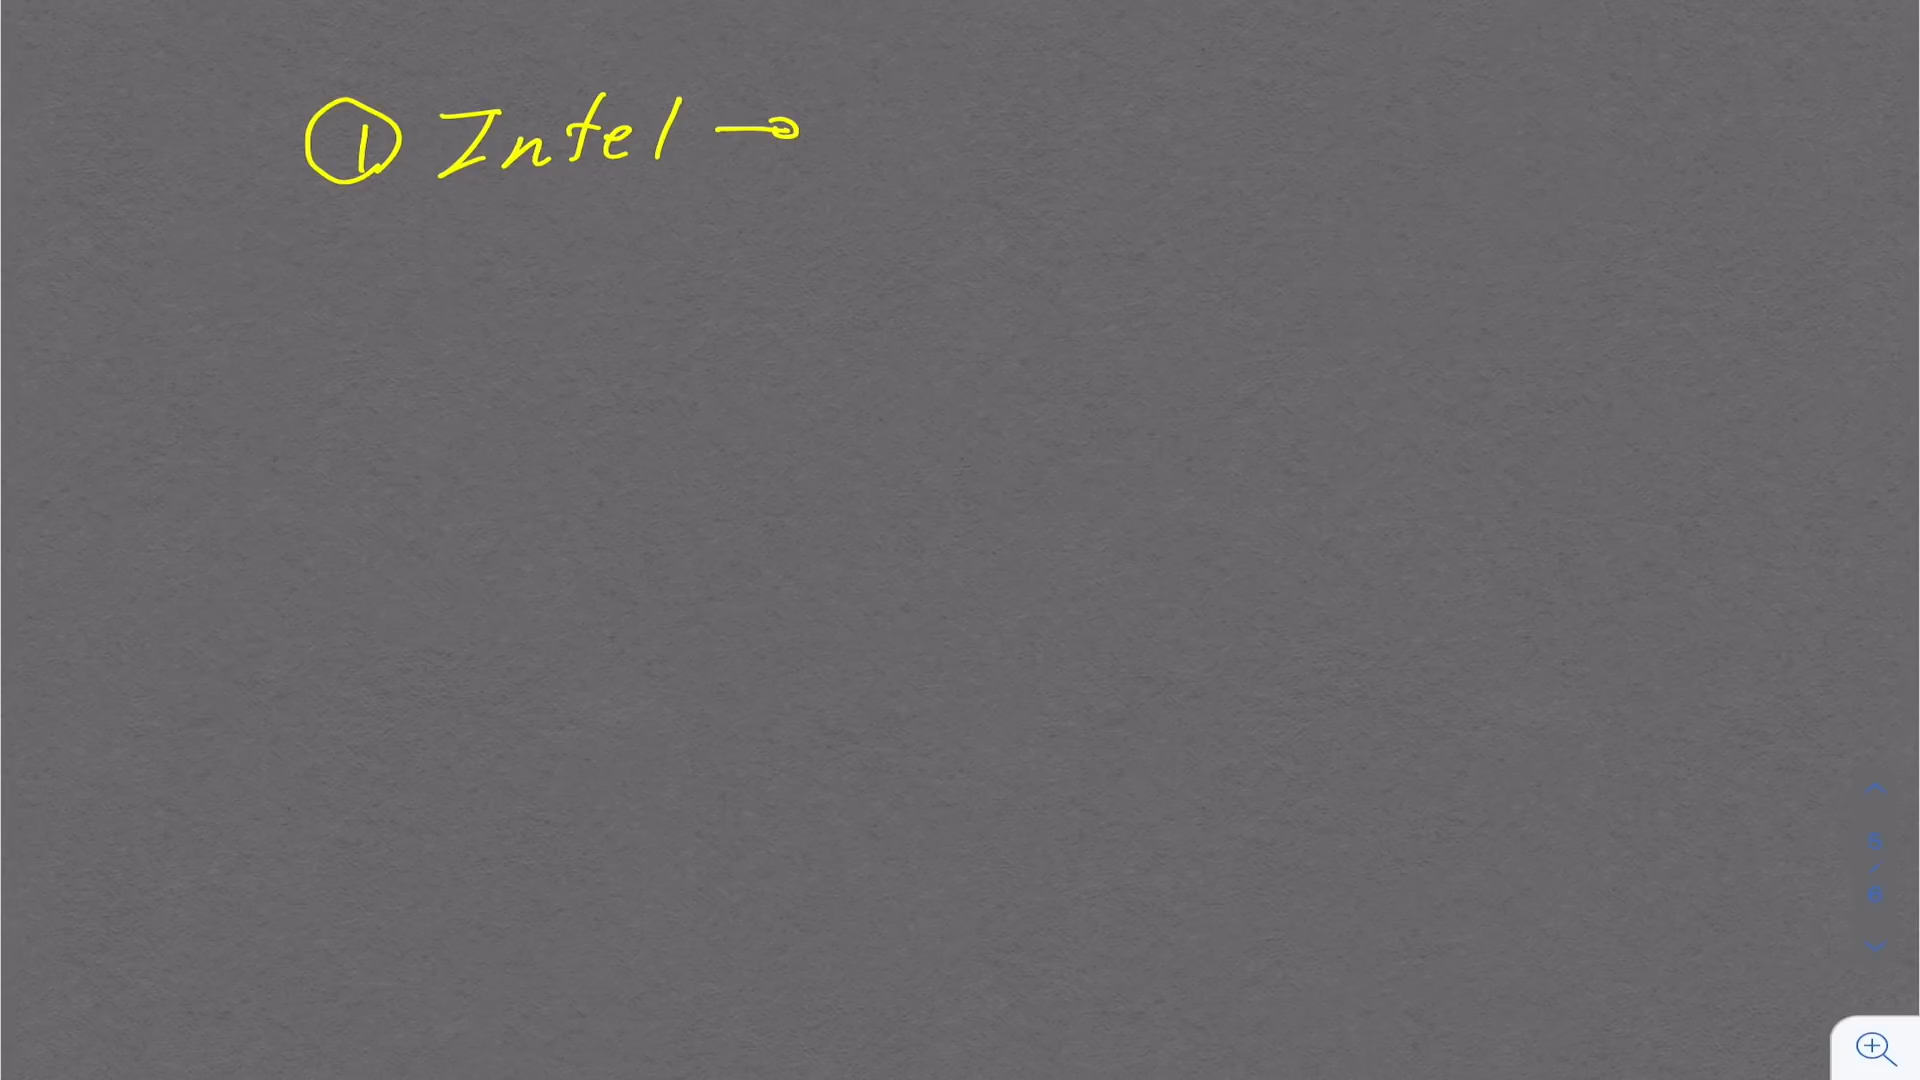 ① Intel →